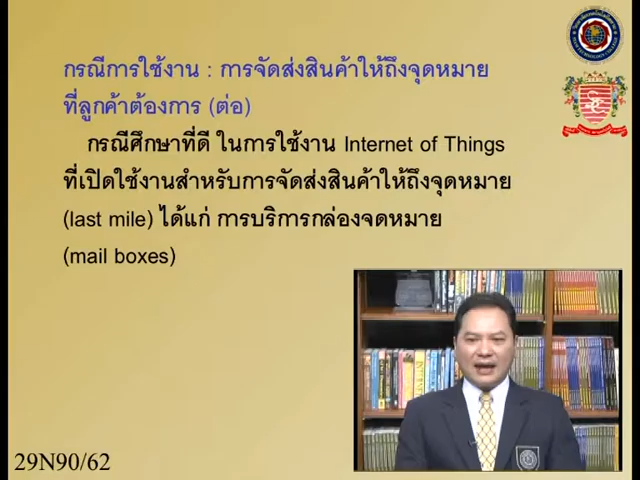 กรณีการใช้งาน : การจัดส่งสินค้าให้ถึงจุดหมาย
ที่ลูกค้าต้องการ (ต่อ)
กรณีศึกษาที่ดี ในการใช้งาน Internet of Things
ที่เปิดใช้งานสำหรับการจัดส่งสินค้าให้ถึงจุดหมาย
(last mile) ได้แก่ การบริการกล่องจดหมาย
(mail boxes)
29N90/62